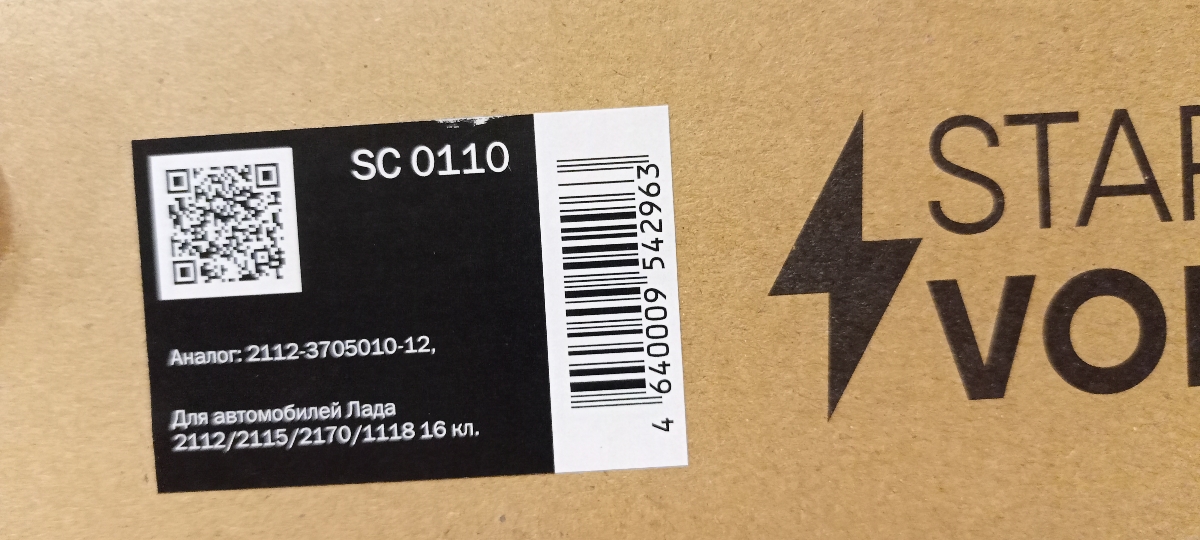 SC 0110
Аналог: 2112-3705010-12,
Для автомобилей Лада
2112/2115/2170/1118 16 кл.
4 640009 542963
STAR
VOL